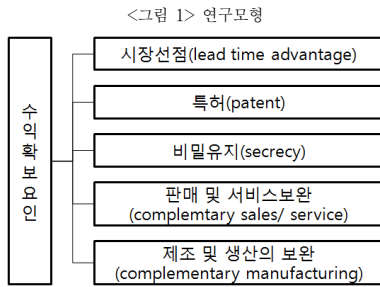 <그림 1> 연구모형
수익확보요인
시장선점(lead time advantage)
특허(patent)
비밀유지(secrecy)
판매 및 서비스보완
(complemtary sales/ service)
제조 및 생산의 보완
(complementary manufacturing)